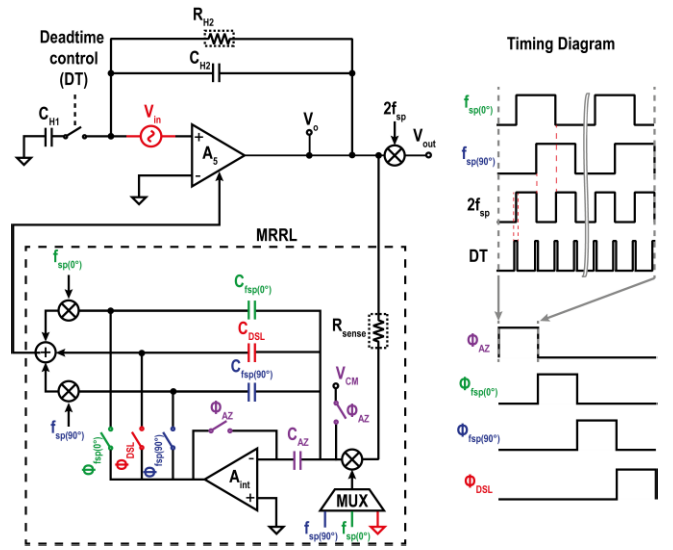 R_H2
Deadtime
control
(DT)
C_H2
C_H1
V_in
+
A_5
-
V_o
2f_sp
V_out
MRRL
f_sp(0°)
C_fsp(0°)
C_DSL
R_sense
+
C_fsp(90°)
V_CM
f_sp(90°)
Φ_AZ
Φ_AZ
C_AZ
Φ_fsp(0°)
Φ_DSL
Φ_fsp(90°)
A_int
-
+
MUX
f_sp(90°)
f_sp(0°)
Timing Diagram
f_sp(0°)
f_sp(90°)
2f_sp
DT
Φ_AZ
Φ_fsp(0°)
Φ_fsp(90°)
Φ_DSL